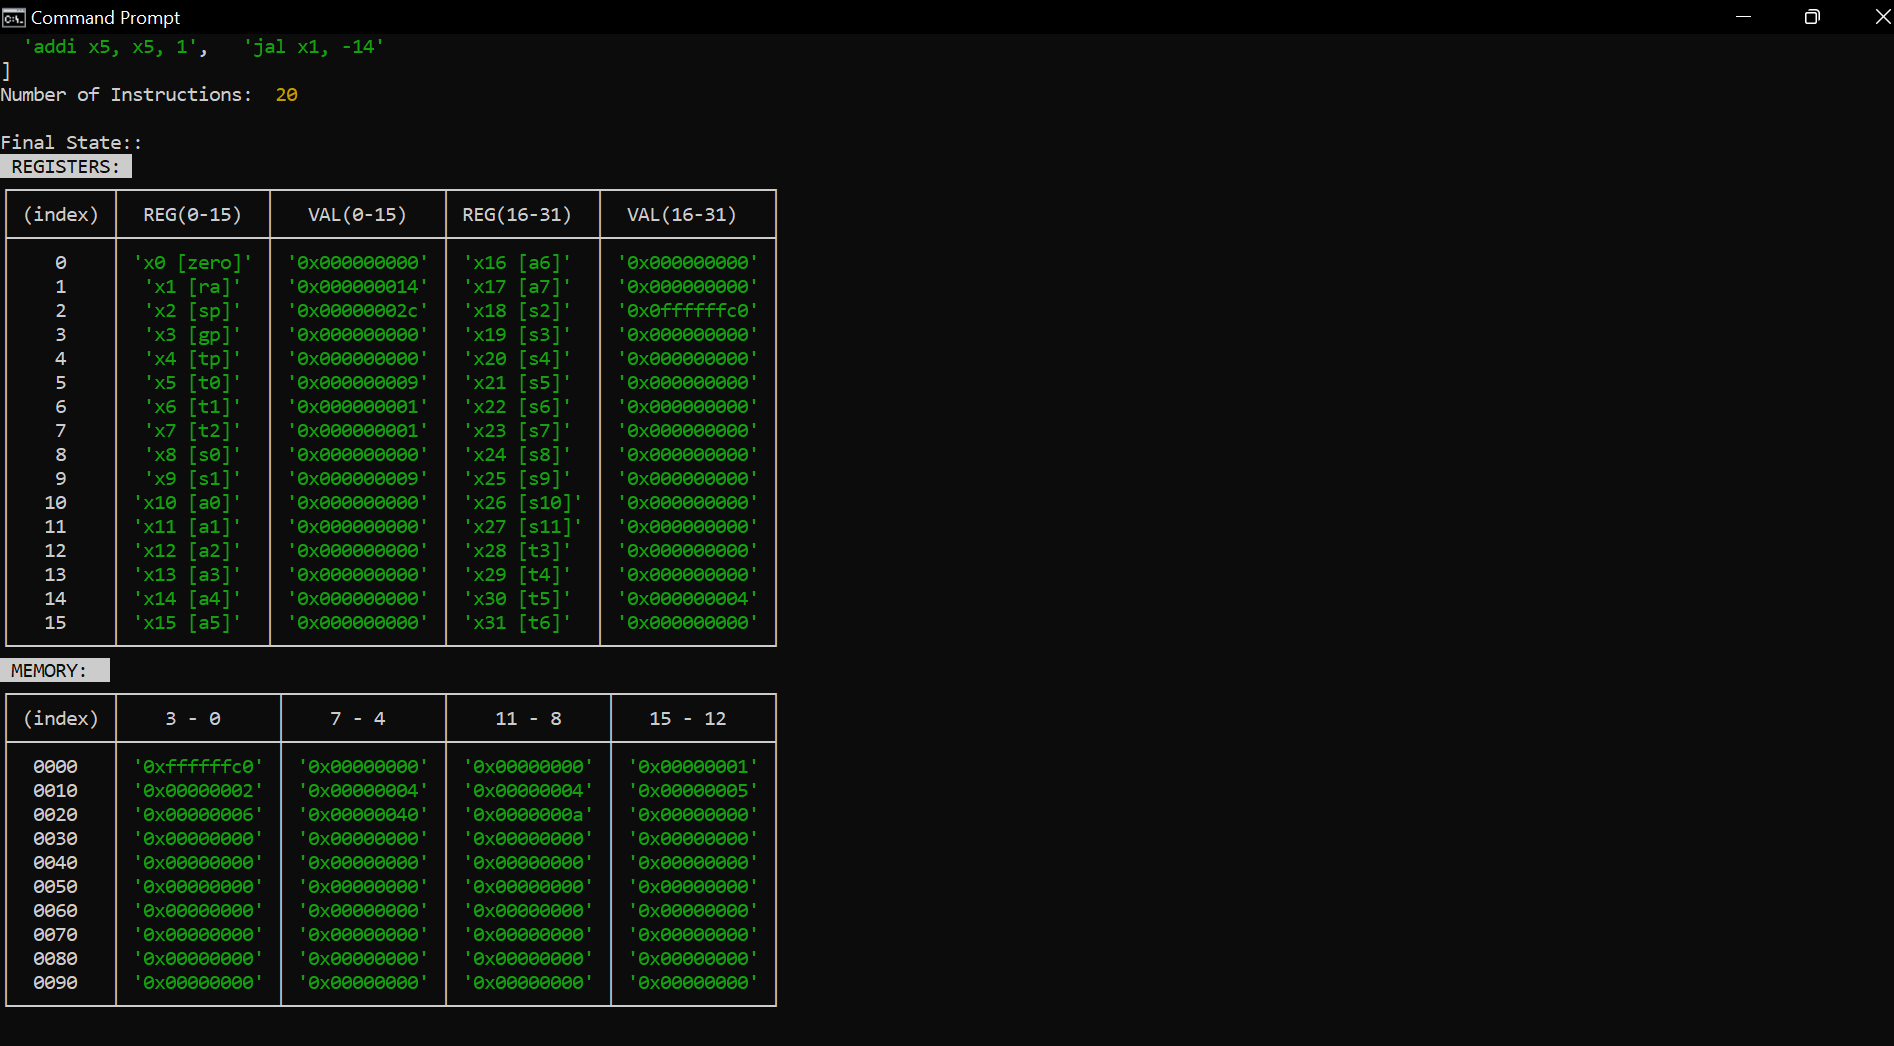 Command Prompt
'addi x5, x5, 1',   'jal x1, -14'
]
Number of Instructions:  20
Final State::
REGISTERS:
(index) REG(0-15) VAL(0-15) REG(16-31) VAL(16-31)
0 'x0 [zero]' '0x000000000' 'x16 [a6]' '0x000000000'
1 'x1 [ra]' '0x000000014' 'x17 [a7]' '0x000000000'
2 'x2 [sp]' '0x00000002c' 'x18 [s2]' '0x0ffffffc0'
3 'x3 [gp]' '0x000000000' 'x19 [s3]' '0x000000000'
4 'x4 [tp]' '0x000000000' 'x20 [s4]' '0x000000000'
5 'x5 [t0]' '0x000000009' 'x21 [s5]' '0x000000000'
6 'x6 [t1]' '0x000000001' 'x22 [s6]' '0x000000000'
7 'x7 [t2]' '0x000000001' 'x23 [s7]' '0x000000000'
8 'x8 [s0]' '0x000000000' 'x24 [s8]' '0x000000000'
9 'x9 [s1]' '0x000000009' 'x25 [s9]' '0x000000000'
10 'x10 [a0]' '0x000000000' 'x26 [s10]' '0x000000000'
11 'x11 [a1]' '0x000000000' 'x27 [s11]' '0x000000000'
12 'x12 [a2]' '0x000000000' 'x28 [t3]' '0x000000000'
13 'x13 [a3]' '0x000000000' 'x29 [t4]' '0x000000000'
14 'x14 [a4]' '0x000000000' 'x30 [t5]' '0x000000004'
15 'x15 [a5]' '0x000000000' 'x31 [t6]' '0x000000000'
MEMORY:
(index) 3 - 0 7 - 4 11 - 8 15 - 12
0000 '0xffffffc0' '0x00000000' '0x00000000' '0x00000001'
0010 '0x00000002' '0x00000004' '0x00000004' '0x00000005'
0020 '0x00000006' '0x00000040' '0x0000000a' '0x00000000'
0030 '0x00000000' '0x00000000' '0x00000000' '0x00000000'
0040 '0x00000000' '0x00000000' '0x00000000' '0x00000000'
0050 '0x00000000' '0x00000000' '0x00000000' '0x00000000'
0060 '0x00000000' '0x00000000' '0x00000000' '0x00000000'
0070 '0x00000000' '0x00000000' '0x00000000' '0x00000000'
0080 '0x00000000' '0x00000000' '0x00000000' '0x00000000'
0090 '0x00000000' '0x00000000' '0x00000000' '0x00000000'